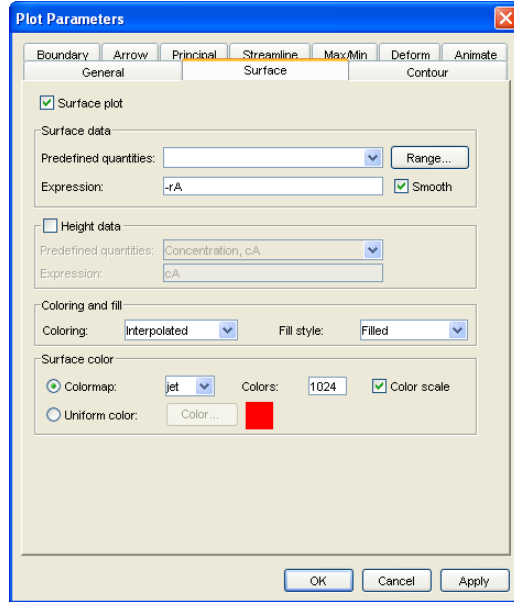 Plot Parameters
Boundary Arrow Principal Streamline Max/Min Deform Animate
General Surface Contour
Surface plot
Surface data
Predefined quantities: Range...
Expression: -rA Smooth
Height data
Predefined quantities: Concentration, cA
Expression: cA
Coloring and fill
Coloring: Interpolated Fill style: Filled
Surface color
Colormap: jet Colors: 1024 Color scale
Uniform color: Color...
OK Cancel Apply